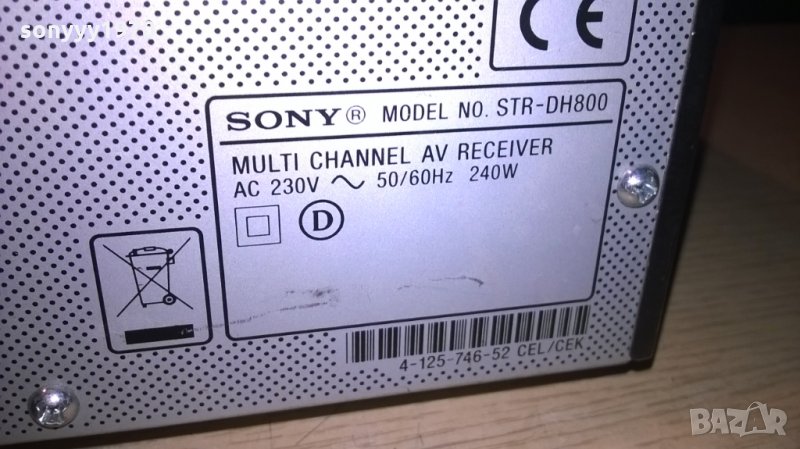 CE
SONY® MODEL NO. STR-DH800
MULTI CHANNEL AV RECEIVER
AC 230V ~ 50/60Hz 240W
D
4-125-746-52 CEL/CEK
BAZAR